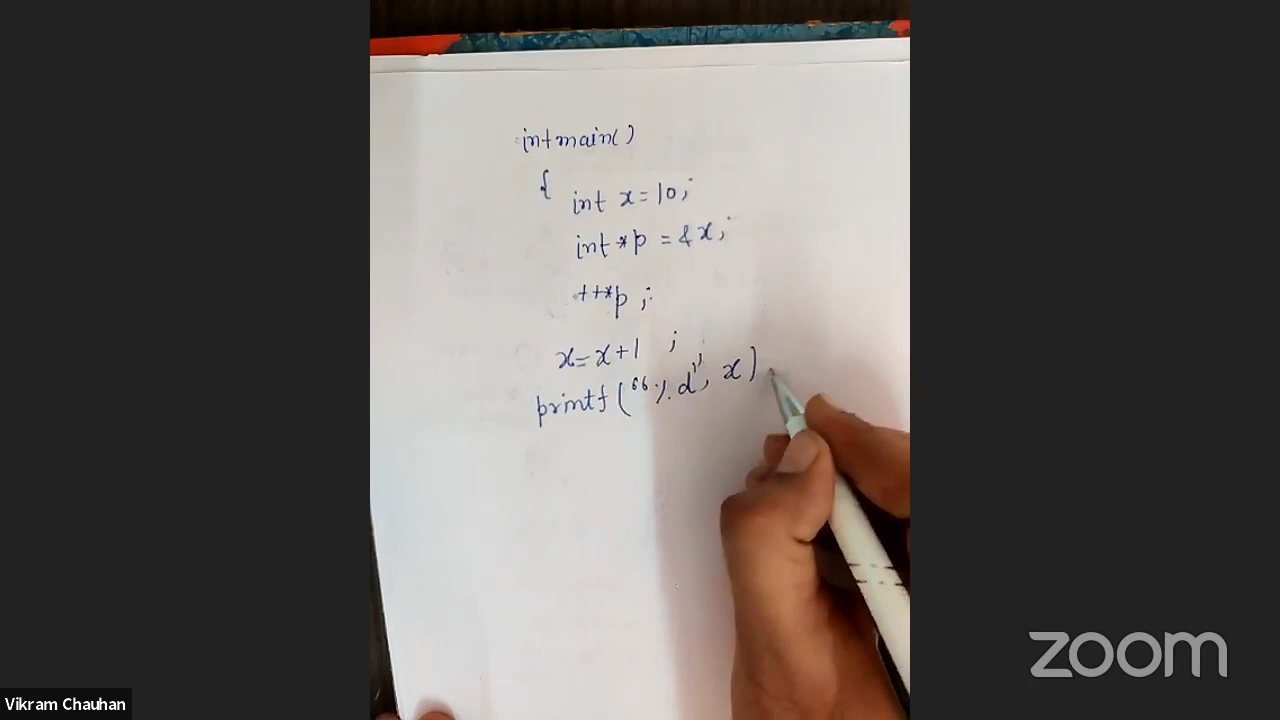 int main()
{ int x=10;
int *p = &x;
++*p ;
x=x+1 ;
printf("%d", x)
Vikram Chauhan
zoom